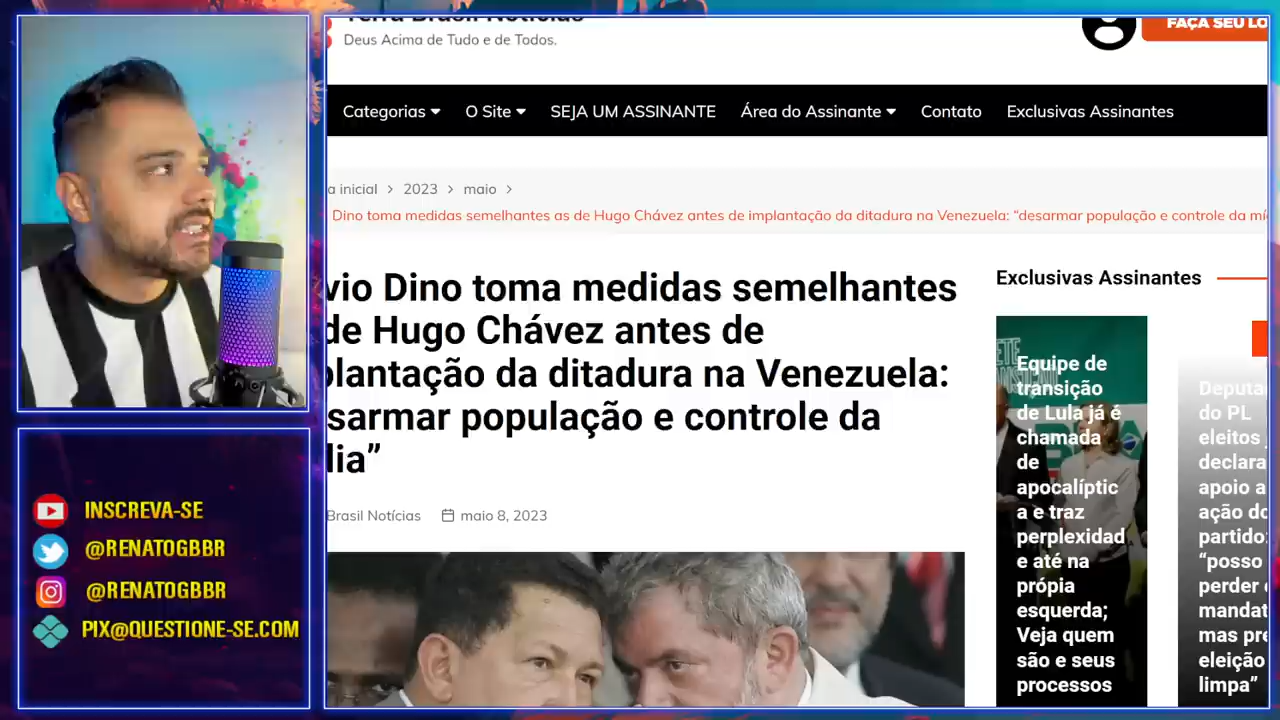 Terra Brasil Notícias
Deus Acima de Tudo e de Todos.
FAÇA SEU LO
Categorias
O Site
SEJA UM ASSINANTE
Área do Assinante
Contato
Exclusivas Assinantes
a inicial
2023
maio
Dino toma medidas semelhantes as de Hugo Chávez antes de implantação da ditadura na Venezuela: “desarmar população e controle da mí
vio Dino toma medidas semelhantes
de Hugo Chávez antes de
plantação da ditadura na Venezuela:
sarmar população e controle da
dia”
Brasil Notícias
maio 8, 2023
Exclusivas Assinantes
Equipe de
transição
de Lula já é
chamada
de
apocalíptic
a e traz
perplexidad
e até na
própia
esquerda;
Veja quem
são e seus
processos
Deputa
do PL
eleitos
declara
apoio a
ação do
partido:
“posso
perder
mandat
mas pre
eleição
limpa”
INSCREVA-SE
@RENATOGBBR
@RENATOGBBR
PIX@QUESTIONE-SE.COM